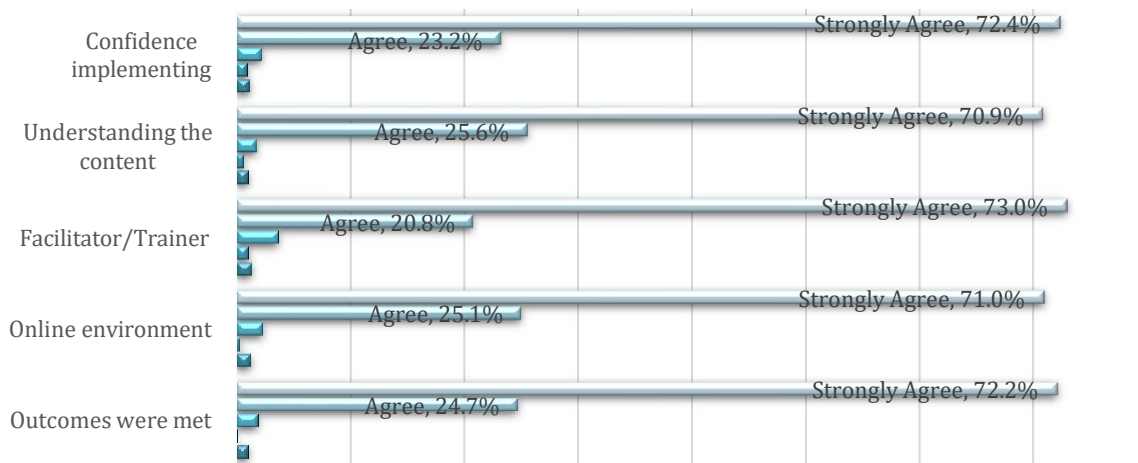 Strongly Agree, 72.4%
Confidence
implementing
Agree, 23.2%
Strongly Agree, 70.9%
Understanding the
content
Agree, 25.6%
Strongly Agree, 73.0%
Facilitator/Trainer
Agree, 20.8%
Strongly Agree, 71.0%
Online environment
Agree, 25.1%
Strongly Agree, 72.2%
Outcomes were met
Agree, 24.7%